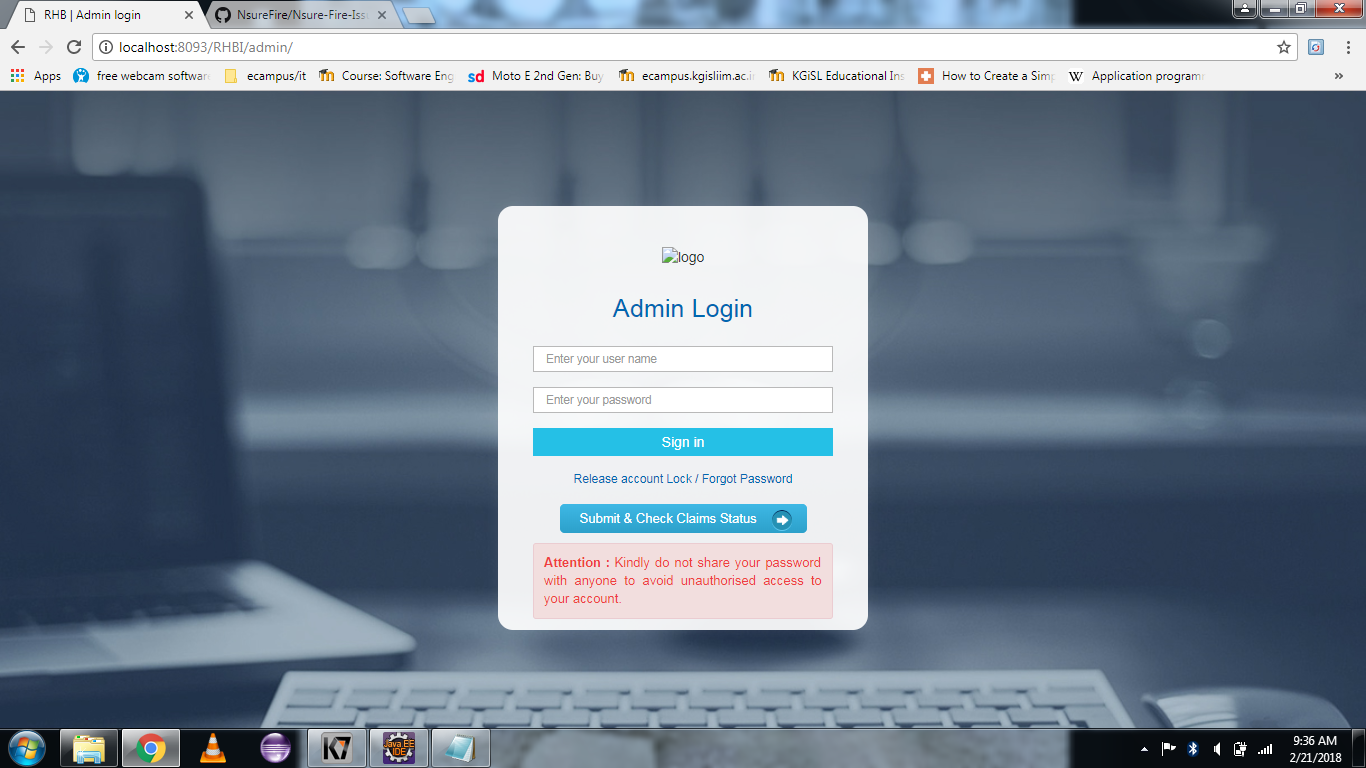 RHB | Admin login
NsureFire/Nsure-Fire-Iss
localhost:8093/RHBI/admin/
Apps
free webcam softwar
ecampus/it
Course: Software Eng
sd
Moto E 2nd Gen: Buy
ecampus.kgisliim.ac.i
KGiSL Educational Ins
How to Create a Sim
W
Application program
»
logo
Admin Login
Enter your user name
Enter your password
Sign in
Release account Lock / Forgot Password
Submit & Check Claims Status
Attention : Kindly do not share your password
with anyone to avoid unauthorised access to
your account.
K7
Java EE
IDE
9:36 AM
2/21/2018